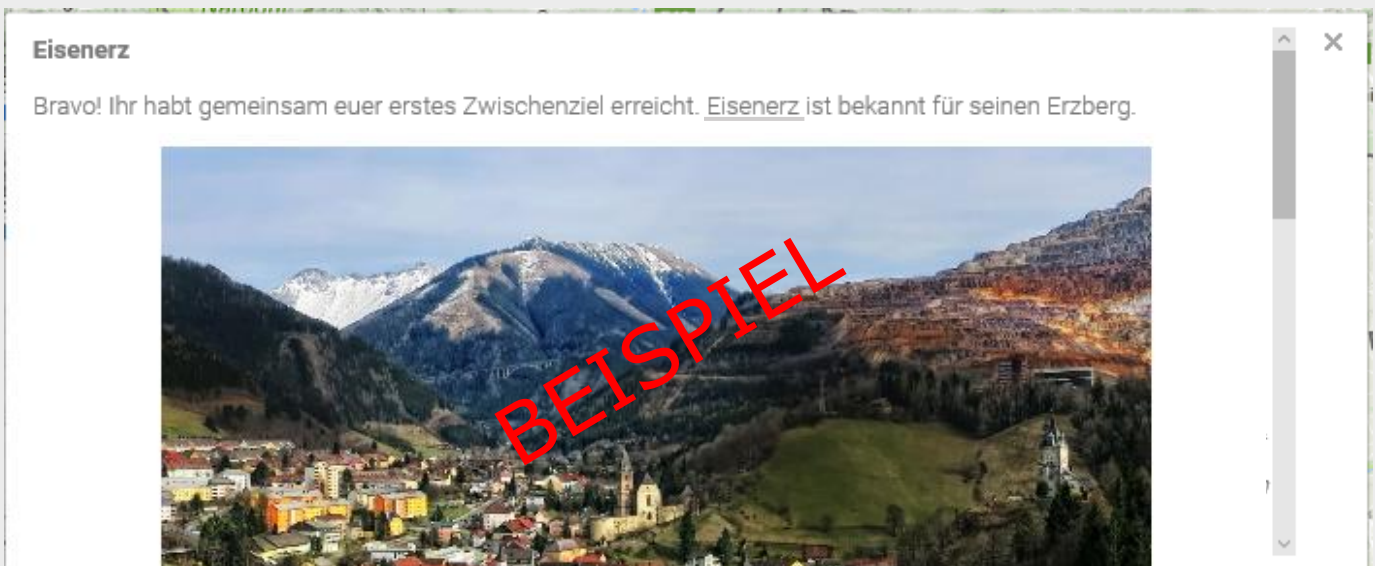 Eisenerz
Bravo! Ihr habt gemeinsam euer erstes Zwischenziel erreicht. Eisenerz ist bekannt für seinen Erzberg.
BEISPIEL